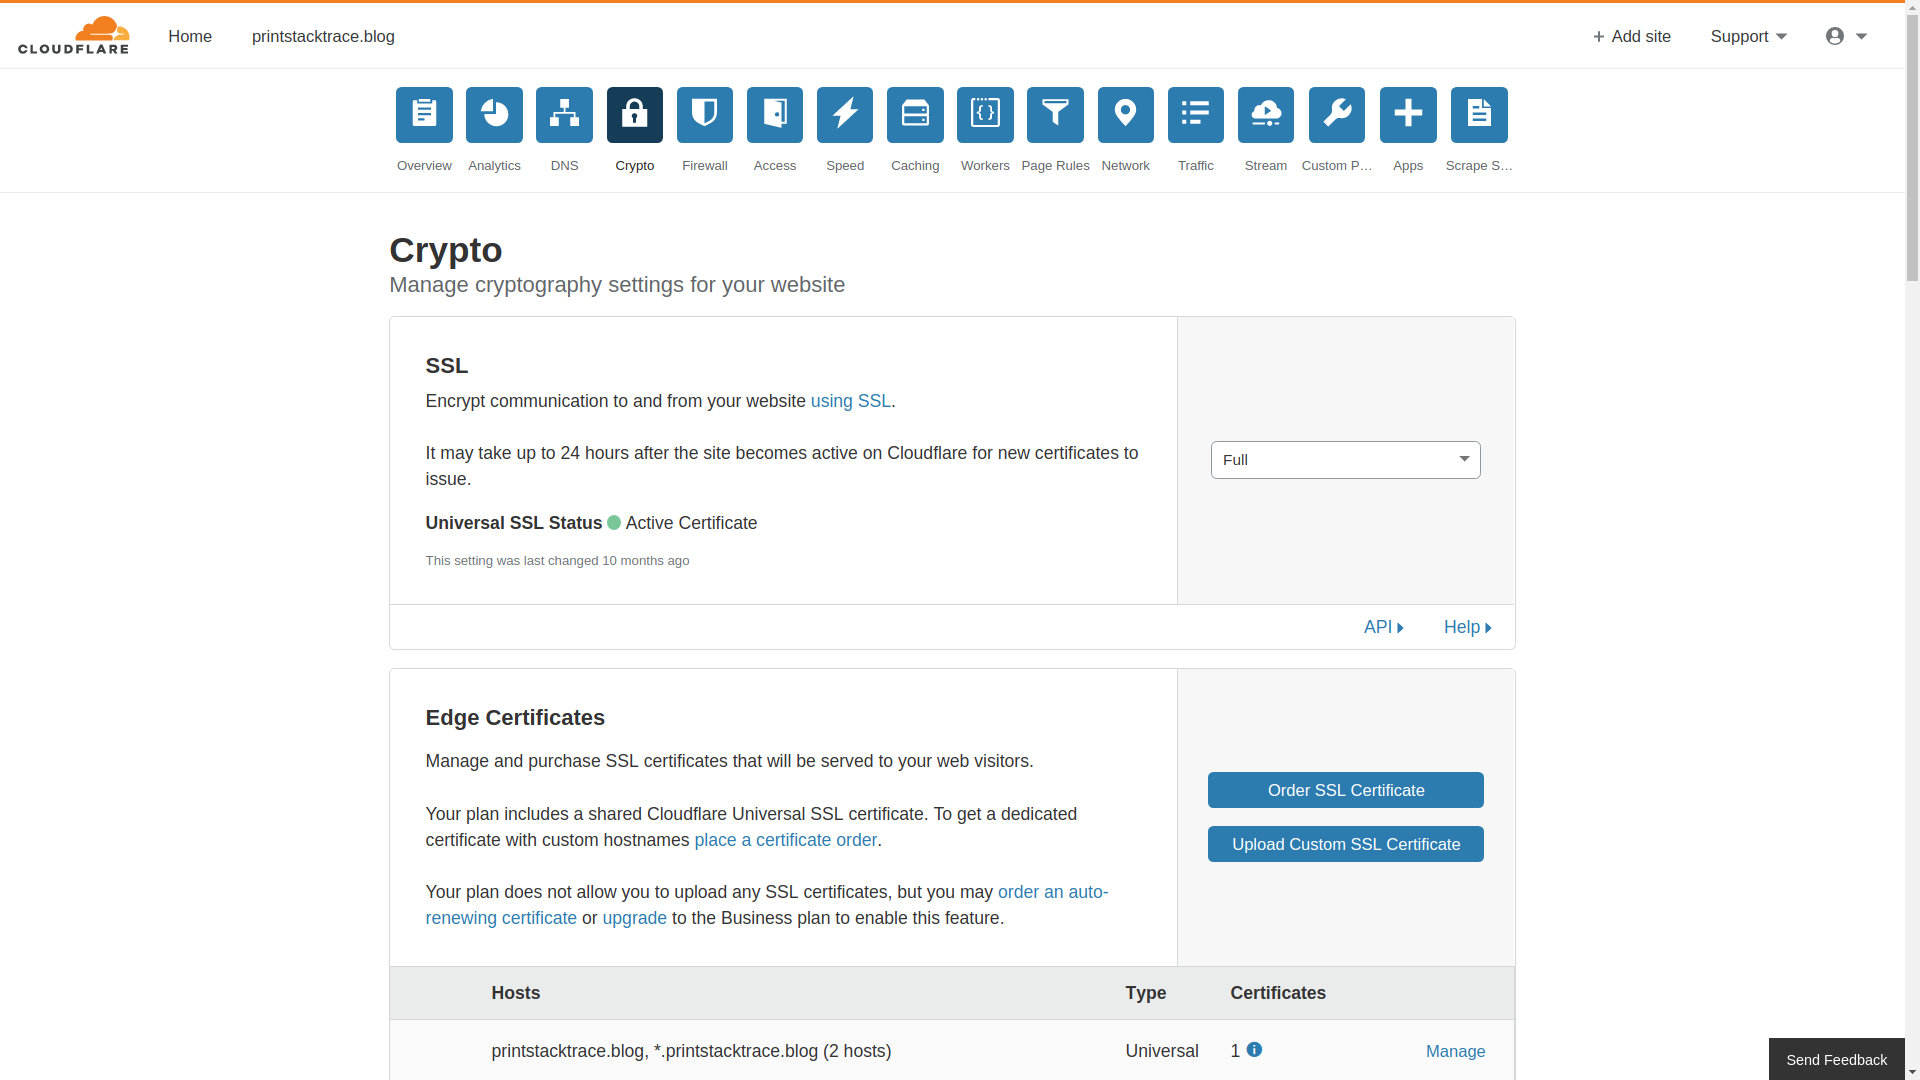 CLOUDFLARE Home printstacktrace.blog + Add site Support
Overview Analytics DNS Crypto Firewall Access Speed Caching Workers Page Rules Network Traffic Stream Custom P… Apps Scrape S…
Crypto
Manage cryptography settings for your website
SSL
Encrypt communication to and from your website using SSL.
It may take up to 24 hours after the site becomes active on Cloudflare for new certificates to
issue.
Universal SSL Status Active Certificate
This setting was last changed 10 months ago
Full
API Help
Edge Certificates
Manage and purchase SSL certificates that will be served to your web visitors.
Your plan includes a shared Cloudflare Universal SSL certificate. To get a dedicated
certificate with custom hostnames place a certificate order.
Your plan does not allow you to upload any SSL certificates, but you may order an auto-
renewing certificate or upgrade to the Business plan to enable this feature.
Order SSL Certificate
Upload Custom SSL Certificate
Hosts Type Certificates
printstacktrace.blog, *.printstacktrace.blog (2 hosts) Universal 1 Manage
Send Feedback